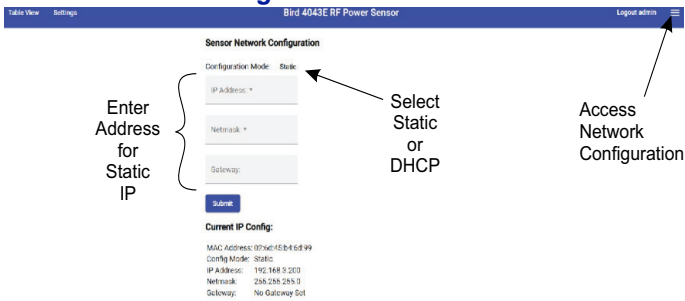 Table View Settings Bird 4043E RF Power Sensor Logout admin
Sensor Network Configuration
Configuration Mode Static
IP Address: *
Netmask: *
Gateway:
Submit
Enter
Address
for
Static
IP
Select
Static
or
DHCP
Access
Network
Configuration
Current IP Config:
MAC Address: 02:6d:45:b4:6d:99
Config Mode: Static
IP Address: 192.168.3.200
Netmask: 255.255.255.0
Gateway: No Gateway Set